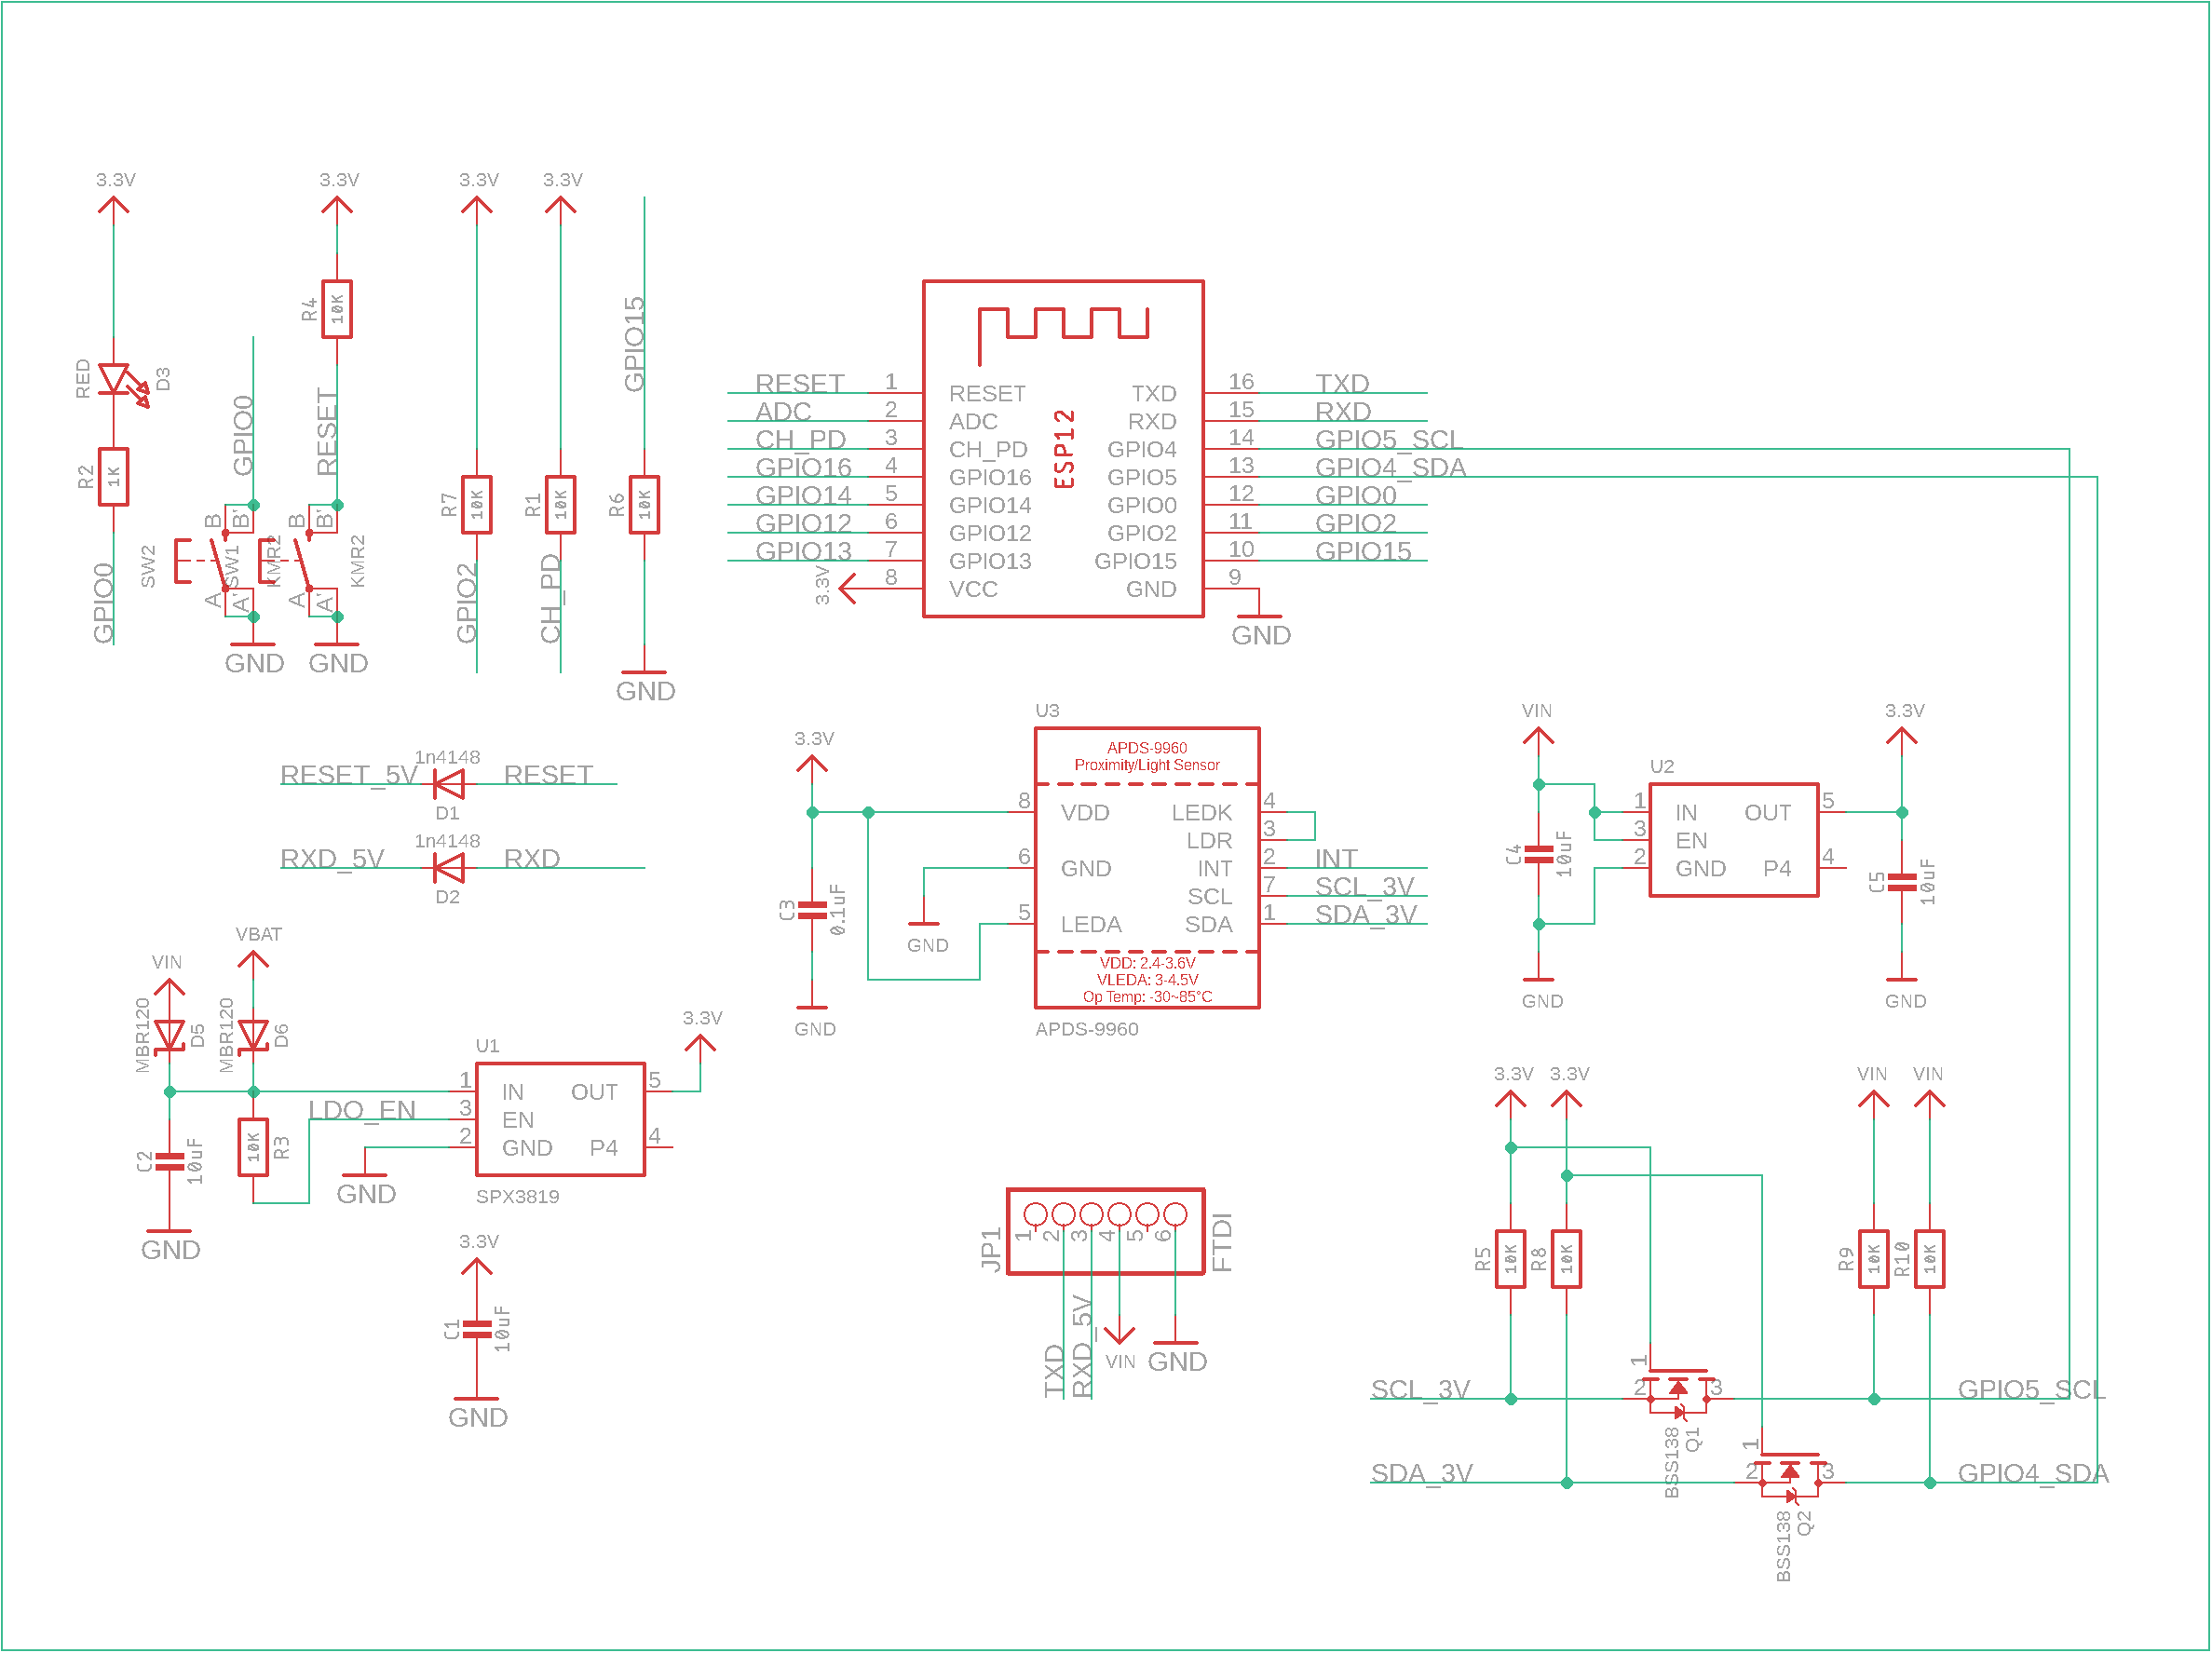 3.3V
3.3V
3.3V
3.3V
RED
D3
R2
1K
GPIO0
GPIO0
R4
10K
RESET
B
B'
B
B'
SW2
SW1
KMR2
KMR2
A
A'
A
A'
GND
GND
R7
10K
GPIO2
R1
10K
CH_PD
GPIO15
R6
10K
GND
ESP12
RESET 1 RESET
ADC 2 ADC
CH_PD 3 CH_PD
GPIO16 4 GPIO16
GPIO14 5 GPIO14
GPIO12 6 GPIO12
GPIO13 7 GPIO13
3.3V 8 VCC
TXD 16 TXD
RXD 15 RXD
GPIO4 14 GPIO5_SCL
GPIO5 13 GPIO4_SDA
GPIO0 12 GPIO0
GPIO2 11 GPIO2
GPIO15 10 GPIO15
GND 9
GND
1n4148
RESET_5V RESET
D1
1n4148
RXD_5V RXD
D2
U3
APDS-9960
Proximity/Light Sensor
3.3V
8 VDD
6 GND
5 LEDA
LEDK 4
LDR 3
INT 2 INT
SCL 7 SCL_3V
SDA 1 SDA_3V
VDD: 2.4-3.6V
VLEDA: 3-4.5V
Op Temp: -30~85°C
APDS-9960
C3
0.1uF
GND
GND
VIN
3.3V
U2
1 IN
3 EN
2 GND
OUT 5
P4 4
C4
10uF
C5
10uF
GND
GND
VIN
VBAT
MBR120
D5
MBR120
D6
U1
3.3V
1 IN
LDO_EN 3 EN
2 GND
OUT 5
P4 4
SPX3819
C2
10uF
10K
R3
GND
GND
3.3V
C1
10uF
GND
JP1
1
2
3
4
5
6
FTDI
TXD
RXD_5V
VIN
GND
3.3V
3.3V
VIN
VIN
R5
10K
R8
10K
R9
10K
R10
10K
SCL_3V
1
2
3
GPIO5_SCL
BSS138
Q1
SDA_3V
1
2
3
GPIO4_SDA
BSS138
Q2